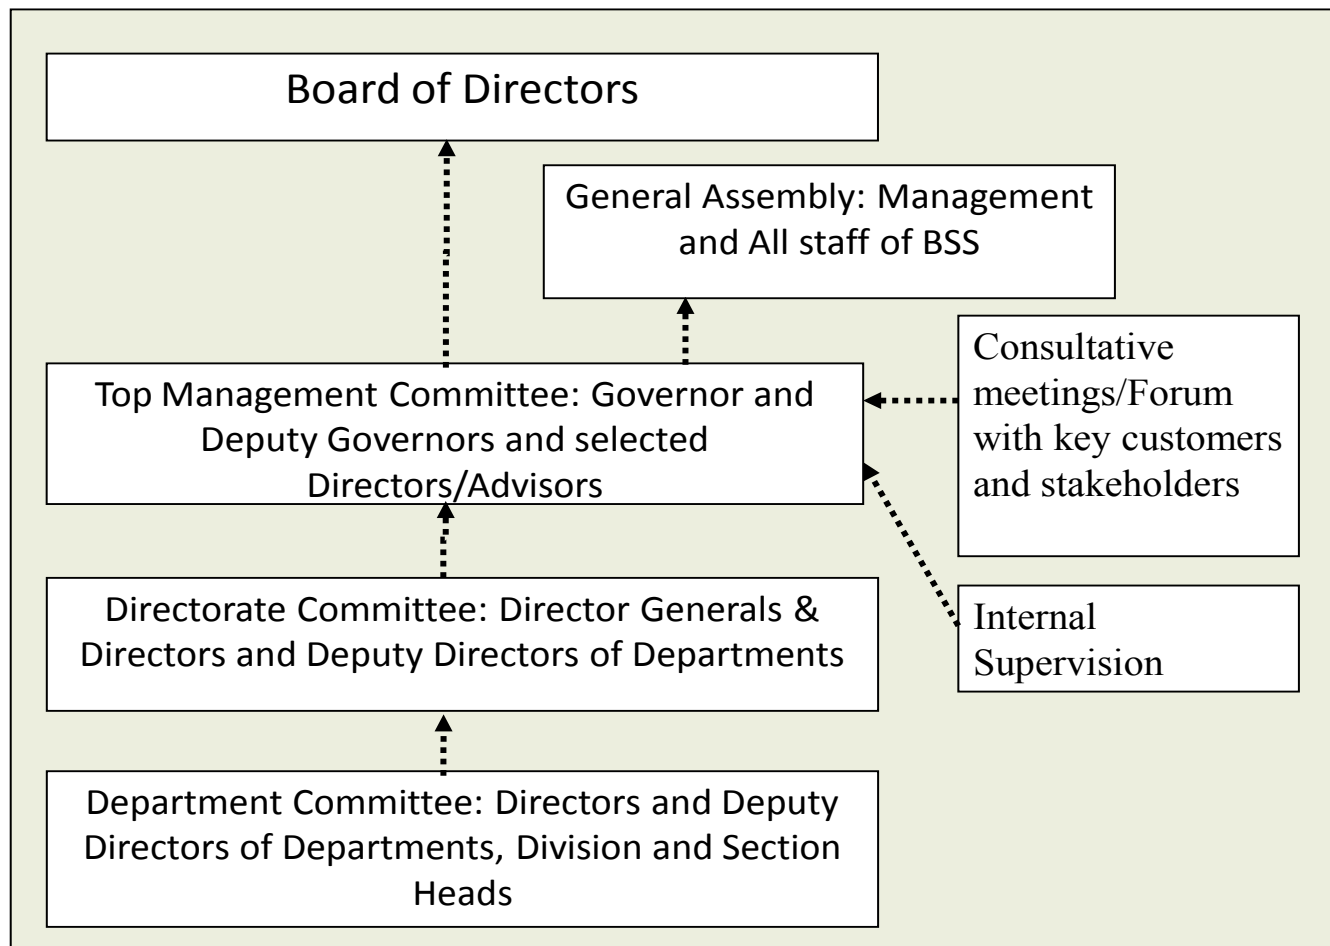 Board of Directors
General Assembly: Management
and All staff of BSS
Consultative
meetings/Forum
with key customers
and stakeholders
Top Management Committee: Governor and
Deputy Governors and selected
Directors/Advisors
Directorate Committee: Director Generals &
Directors and Deputy Directors of Departments
Internal
Supervision
Department Committee: Directors and Deputy
Directors of Departments, Division and Section
Heads